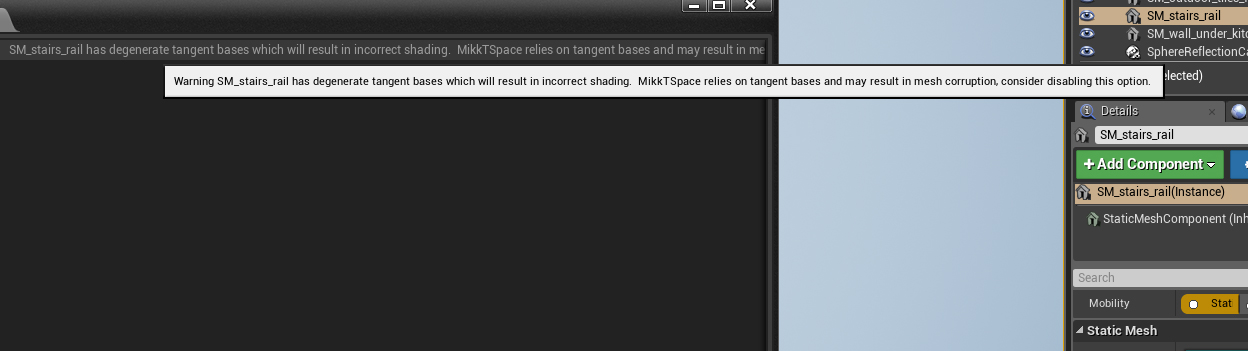 SM_stairs_rail
SM_stairs_rail has degenerate tangent bases which will result in incorrect shading.  MikkTSpace relies on tangent bases and may result in me
SM_wall_under_kit
SphereReflectionCa
Warning SM_stairs_rail has degenerate tangent bases which will result in incorrect shading.  MikkTSpace relies on tangent bases and may result in mesh corruption, consider disabling this option.
elected)
Details
SM_stairs_rail
Add Component
SM_stairs_rail(Instance)
StaticMeshComponent (Inh
Search
Mobility
Stat
Static Mesh